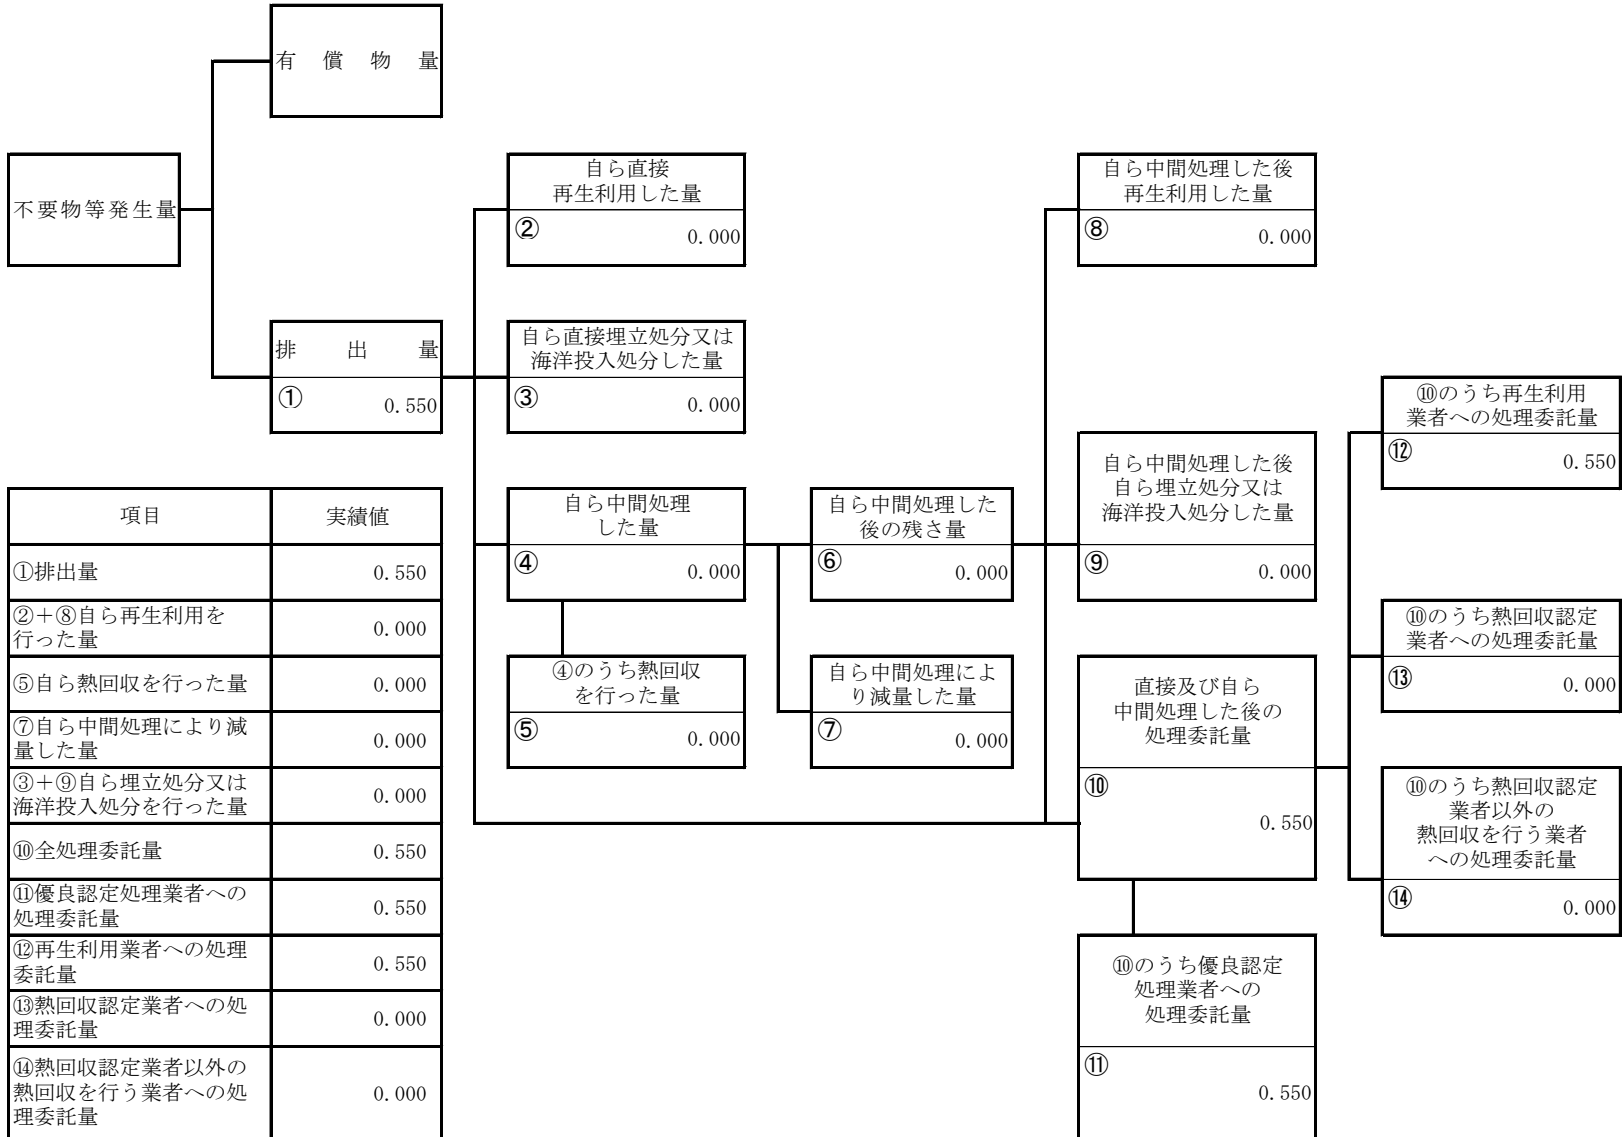 有償物量
不要物等発生量
排出量
①
0.550
自ら直接
再生利用した量
②
0.000
自ら直接埋立処分又は
海洋投入処分した量
③
0.000
自ら中間処理
した量
④
0.000
④のうち熱回収
を行った量
⑤
0.000
自ら中間処理した
後の残さ量
⑥
0.000
自ら中間処理によ
り減量した量
⑦
0.000
自ら中間処理した後
再生利用した量
⑧
0.000
自ら中間処理した後
自ら埋立処分又は
海洋投入処分した量
⑨
0.000
直接及び自ら
中間処理した後の
処理委託量
⑩
0.550
⑩のうち優良認定
処理業者への
処理委託量
⑪
0.550
⑩のうち再生利用
業者への処理委託量
⑫
0.550
⑩のうち熱回収認定
業者への処理委託量
⑬
0.000
⑩のうち熱回収認定
業者以外の
熱回収を行う業者
への処理委託量
⑭
0.000
項目 実績値
①排出量 0.550
②+⑧自ら再生利用を
行った量 0.000
⑤自ら熱回収を行った量 0.000
⑦自ら中間処理により減
量した量 0.000
③+⑨自ら埋立処分又は
海洋投入処分を行った量 0.000
⑩全処理委託量 0.550
⑪優良認定処理業者への
処理委託量 0.550
⑫再生利用業者への処理
委託量 0.550
⑬熱回収認定業者への処
理委託量 0.000
⑭熱回収認定業者以外の
熱回収を行う業者への処
理委託量 0.000